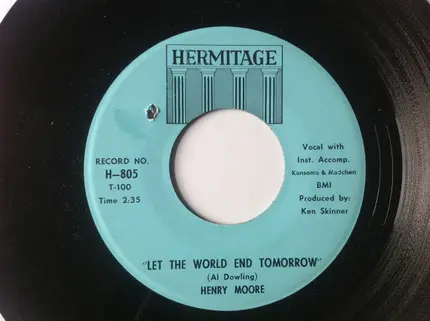 HERMITAGE
RECORD NO.
H-805
T-100
Time 2:35
Vocal with
Inst. Accomp.
Konsoma & Madchen
BMI
Produced by:
Ken Skinner
"LET THE WORLD END TOMORROW"
(Al Dowling)
HENRY MOORE